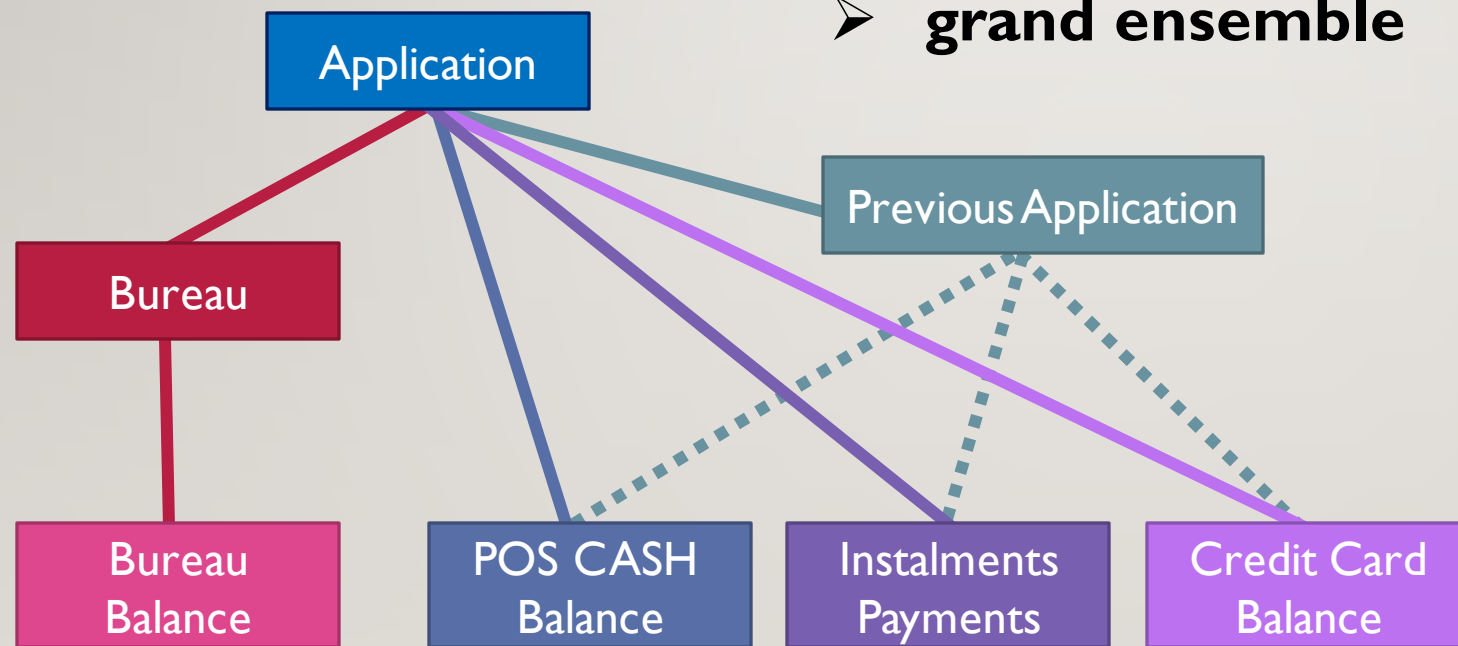 ➢ grand ensemble
Application
Previous Application
Bureau
Bureau
Balance
POS CASH
Balance
Instalments
Payments
Credit Card
Balance